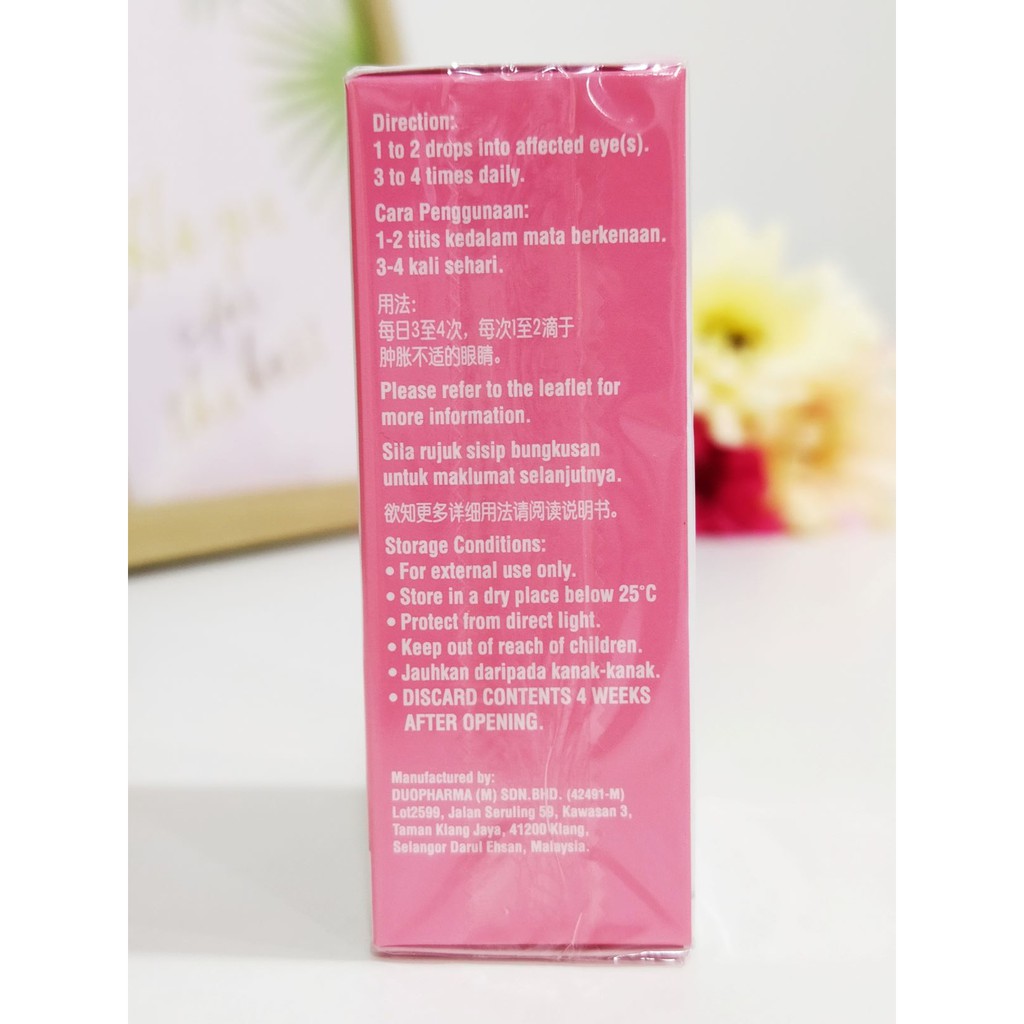 Direction:
1 to 2 drops into affected eye(s).
3 to 4 times daily.
Cara Penggunaan:
1-2 titis kedalam mata berkenaan.
3-4 kali sehari.
用法:
每日3至4次，每次1至2滴于
肿胀不适的眼睛。
Please refer to the leaflet for
more information.
Sila rujuk sisip bungkusan
untuk maklumat selanjutnya.
欲知更多详细用法请阅读说明书。
Storage Conditions:
• For external use only.
• Store in a dry place below 25°C
• Protect from direct light.
• Keep out of reach of children.
• Jauhkan daripada kanak-kanak.
• DISCARD CONTENTS 4 WEEKS
AFTER OPENING.
Manufactured by:
DUOPHARMA (M) SDN.BHD. (42491-M)
Lot2599, Jalan Seruling 59, Kawasan 3,
Taman Klang Jaya, 41200 Klang,
Selangor Darul Ehsan, Malaysia.